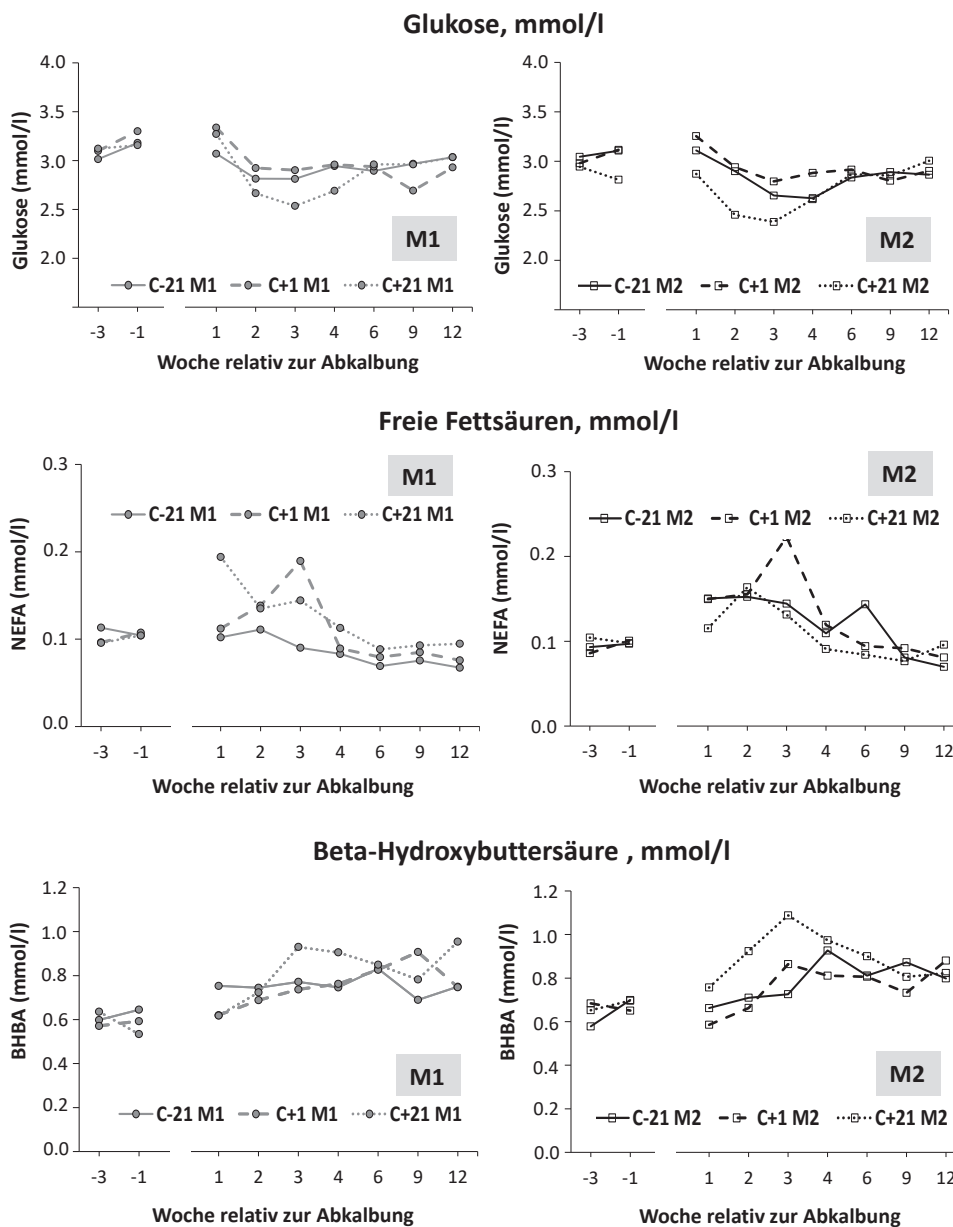 Glukose, mmol/l
Glukose (mmol/l)
4.0
3.5
3.0
2.5
2.0
M1
C-21 M1 C+1 M1 C+21 M1
-3 -1 1 2 3 4 6 9 12
Woche relativ zur Abkalbung
Glukose (mmol/l)
4.0
3.5
3.0
2.5
2.0
M2
C-21 M2 C+1 M2 C+21 M2
-3 -1 1 2 3 4 6 9 12
Woche relativ zur Abkalbung
Freie Fettsäuren, mmol/l
NEFA (mmol/l)
0.3
0.2
0.1
0.0
M1
C-21 M1 C+1 M1 C+21 M1
-3 -1 1 2 3 4 6 9 12
Woche relativ zur Abkalbung
NEFA (mmol/l)
0.3
0.2
0.1
0.0
M2
C-21 M2 C+1 M2 C+21 M2
-3 -1 1 2 3 4 6 9 12
Woche relativ zur Abkalbung
Beta-Hydroxybuttersäure , mmol/l
BHBA (mmol/l)
1.2
1.0
0.8
0.6
0.4
0.2
0.0
M1
C-21 M1 C+1 M1 C+21 M1
-3 -1 1 2 3 4 6 9 12
Woche relativ zur Abkalbung
BHBA (mmol/l)
1.2
1.0
0.8
0.6
0.4
0.2
0.0
M2
C-21 M2 C+1 M2 C+21 M2
-3 -1 1 2 3 4 6 9 12
Woche relativ zur Abkalbung